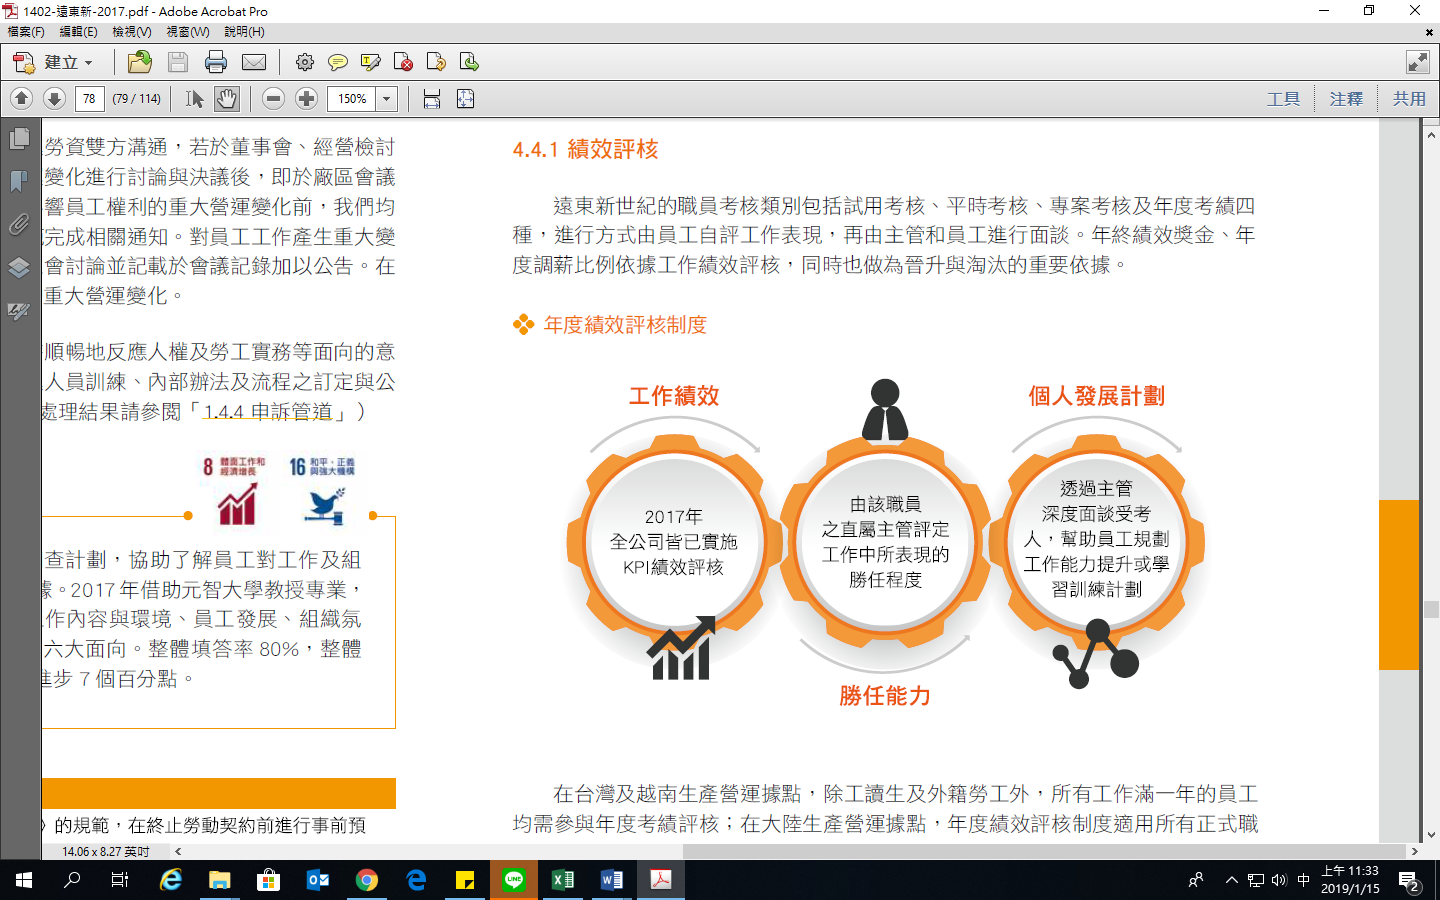 1402-遠東新-2017.pdf - Adobe Acrobat Pro
檔案(F) 編輯(E) 檢視(V) 視窗(W) 說明(H)
建立
78 (79 / 114) 150% 工具 注釋 共用
勞資雙方溝通，若於董事會、經營檢討
變化進行討論與決議後，即於廠區會議
響員工權利的重大營運變化前，我們均
完成相關通知。對員工工作產生重大變
會討論並記載於會議記錄加以公告。在
重大營運變化。
順暢地反應人權及勞工實務等面向的意
人員訓練、內部辦法及流程之訂定與公
處理結果請參閱「1.4.4 申訴管道」）
8 體面工作和
經濟增長
16 和平、正義
與強大機構
查計劃，協助了解員工對工作及組
據。2017 年借助元智大學教授專業，
作內容與環境、員工發展、組織氛
六大面向。整體填答率 80%，整體
進步 7 個百分點。
》的規範，在終止勞動契約前進行事前預
4.4.1 績效評核
遠東新世紀的職員考核類別包括試用考核、平時考核、專案考核及年度考績四
種，進行方式由員工自評工作表現，再由主管和員工進行面談。年終績效獎金、年
度調薪比例依據工作績效評核，同時也做為晉升與淘汰的重要依據。
年度績效評核制度
工作績效
2017年
全公司皆已實施
KPI績效評核
由該職員
之直屬主管評定
工作中所表現的
勝任程度
勝任能力
個人發展計劃
透過主管
深度面談受考
人，幫助員工規劃
工作能力提升或學
習訓練計劃
在台灣及越南生產營運據點，除工讀生及外籍勞工外，所有工作滿一年的員工
均需參與年度考績評核；在大陸生產營運據點，年度績效評核制度適用所有正式職
14.06 x 8.27 英吋
LINE
中
上午 11:33
2019/1/15
2